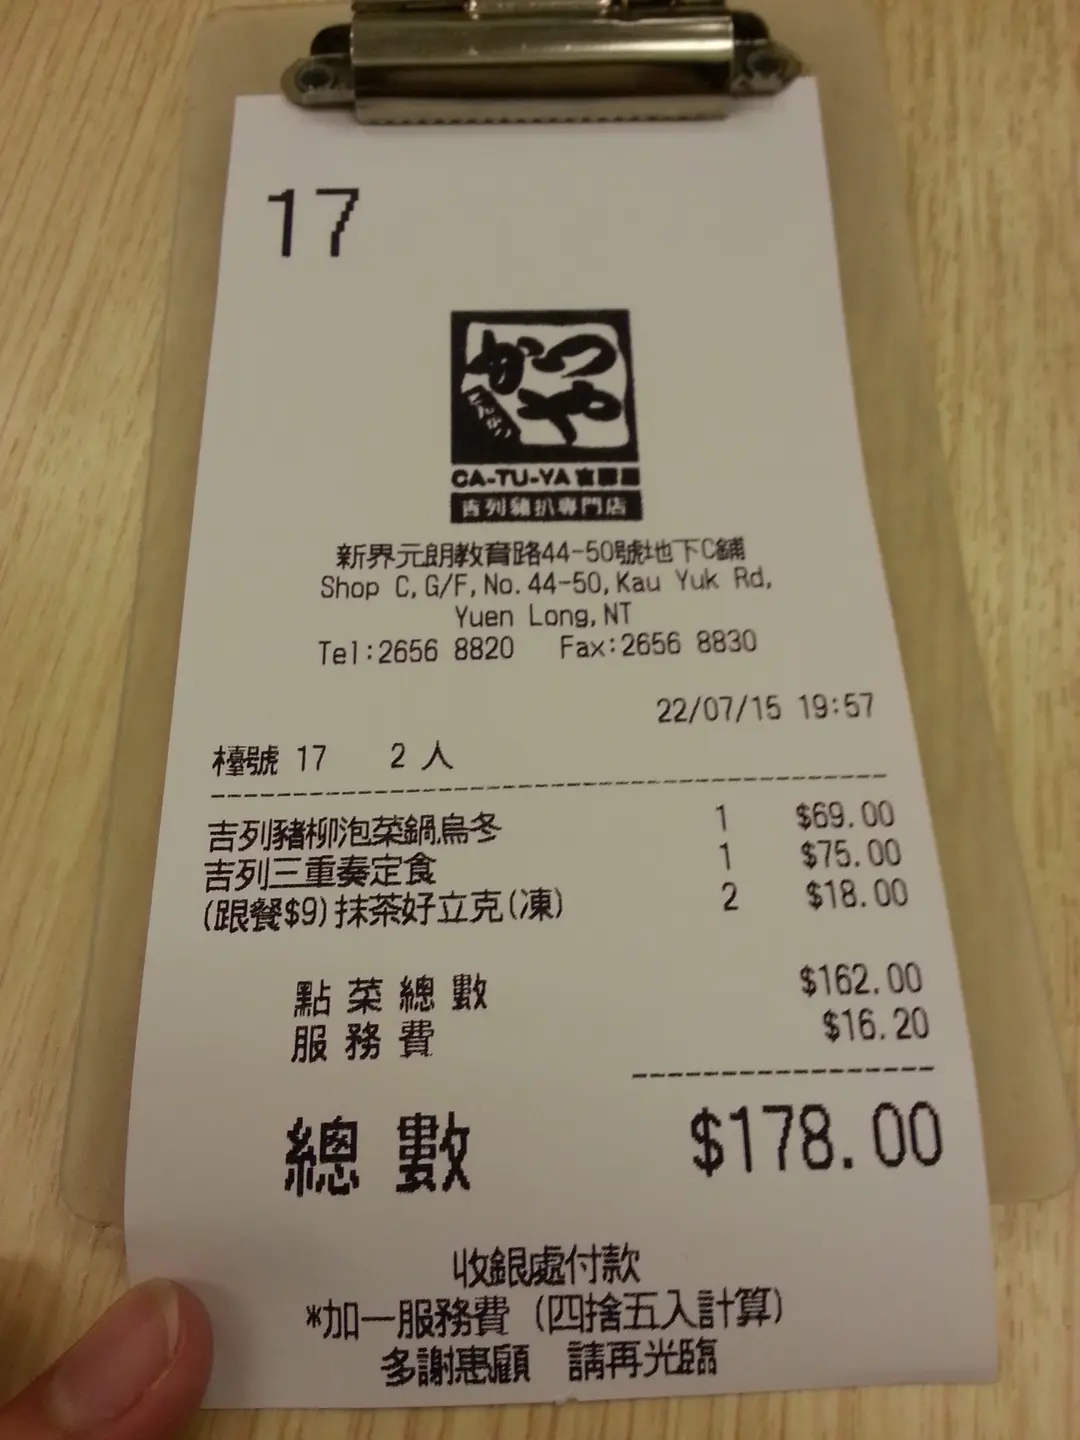 17
かつや
CA-TU-YA 吉豚屋
吉列豬扒專門店
新界元朗教育路44-50號地下C舖
Shop C,G/F,No.44-50,Kau Yuk Rd,
Yuen Long,NT
Tel:2656 8820 Fax:2656 8830
22/07/15 19:57
檯號 17 2 人
吉列豬柳泡菜鍋烏冬 1 $69.00
吉列三重奏定食 1 $75.00
(跟餐$9)抹茶好立克(凍) 2 $18.00
點菜總數 $162.00
服務費 $16.20
總數 $178.00
收銀處付款
*加一服務費 (四捨五入計算)
多謝惠顧 請再光臨